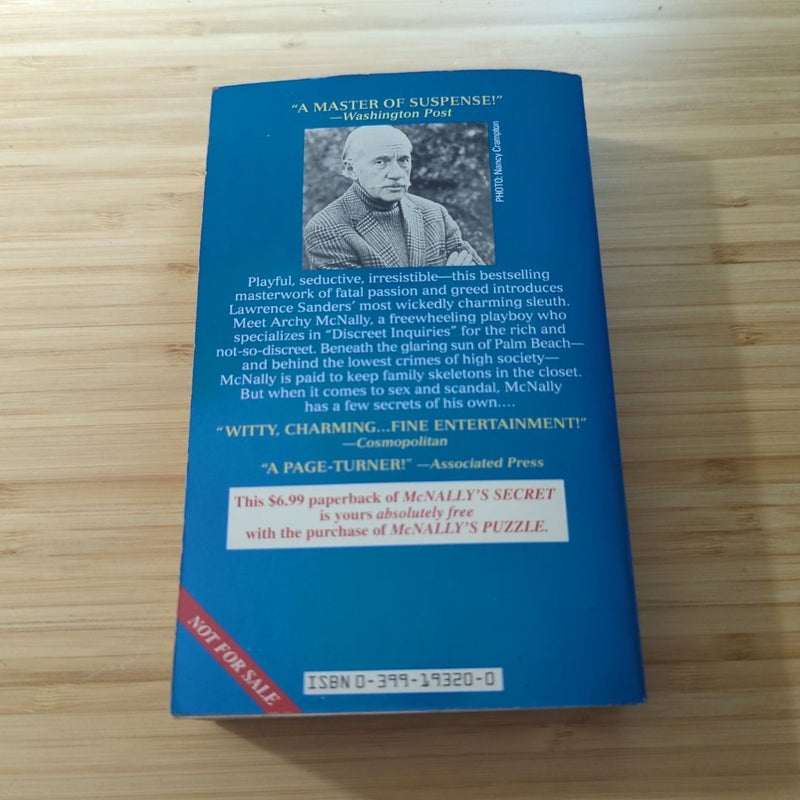 "A MASTER OF SUSPENSE!"
—Washington Post
PHOTO: Nancy Crampton
Playful, seductive, irresistible—this bestselling
masterwork of fatal passion and greed introduces
Lawrence Sanders' most wickedly charming sleuth.
Meet Archy McNally, a freewheeling playboy who
specializes in "Discreet Inquiries" for the rich and
not-so-discreet. Beneath the glaring sun of Palm Beach—
and behind the lowest crimes of high society—
McNally is paid to keep family skeletons in the closet.
But when it comes to sex and scandal, McNally
has a few secrets of his own....
"WITTY, CHARMING...FINE ENTERTAINMENT!"
—Cosmopolitan
"A PAGE-TURNER!" —Associated Press
This $6.99 paperback of McNALLY'S SECRET
is yours absolutely free
with the purchase of McNALLY'S PUZZLE.
NOT FOR SALE
ISBN 0-399-19320-0